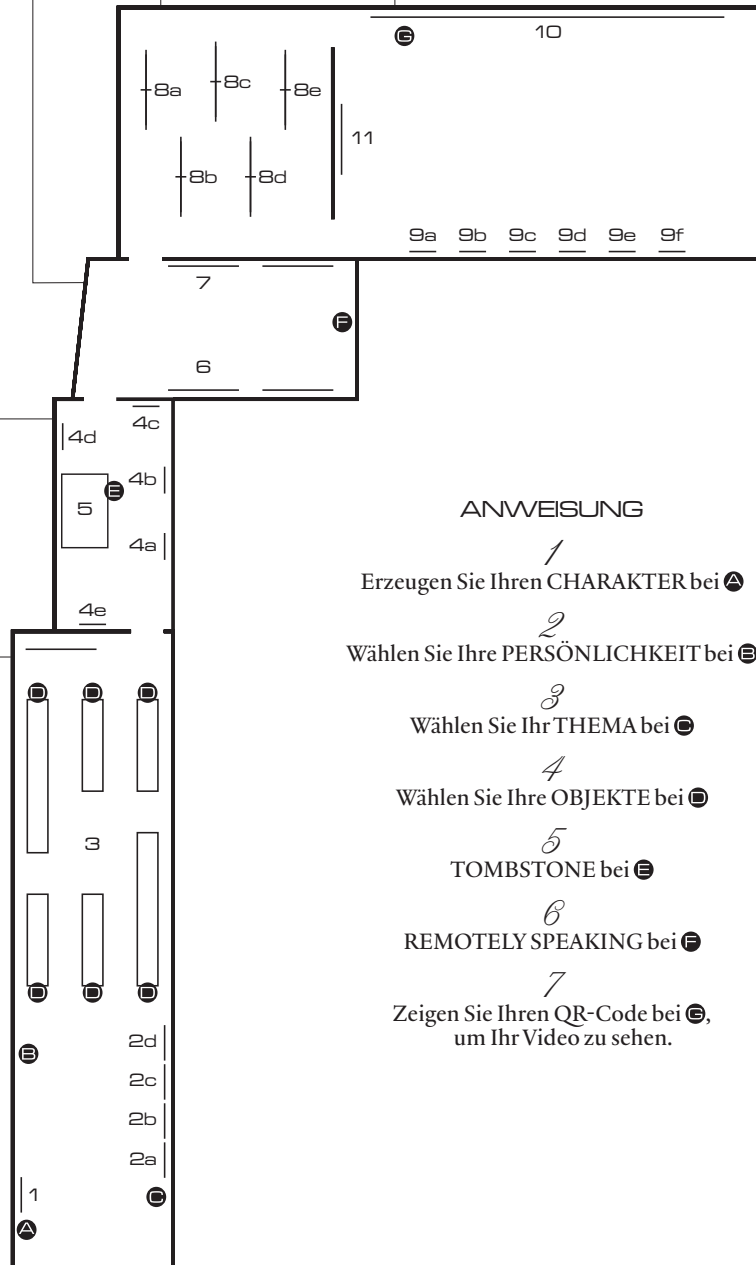 G
10
8a
8c
8e
11
8b
8d
9a 9b 9c 9d 9e 9f
7
F
6
4c
4d
4b
E
5
4a
4e
D D D
3
D D D
2d
B
2c
2b
2a
1
C
A
ANWEISUNG
1
Erzeugen Sie Ihren CHARAKTER bei A
2
Wählen Sie Ihre PERSÖNLICHKEIT bei B
3
Wählen Sie Ihr THEMA bei C
4
Wählen Sie Ihre OBJEKTE bei D
5
TOMBSTONE bei E
6
REMOTELY SPEAKING bei F
7
Zeigen Sie Ihren QR-Code bei G,
um Ihr Video zu sehen.